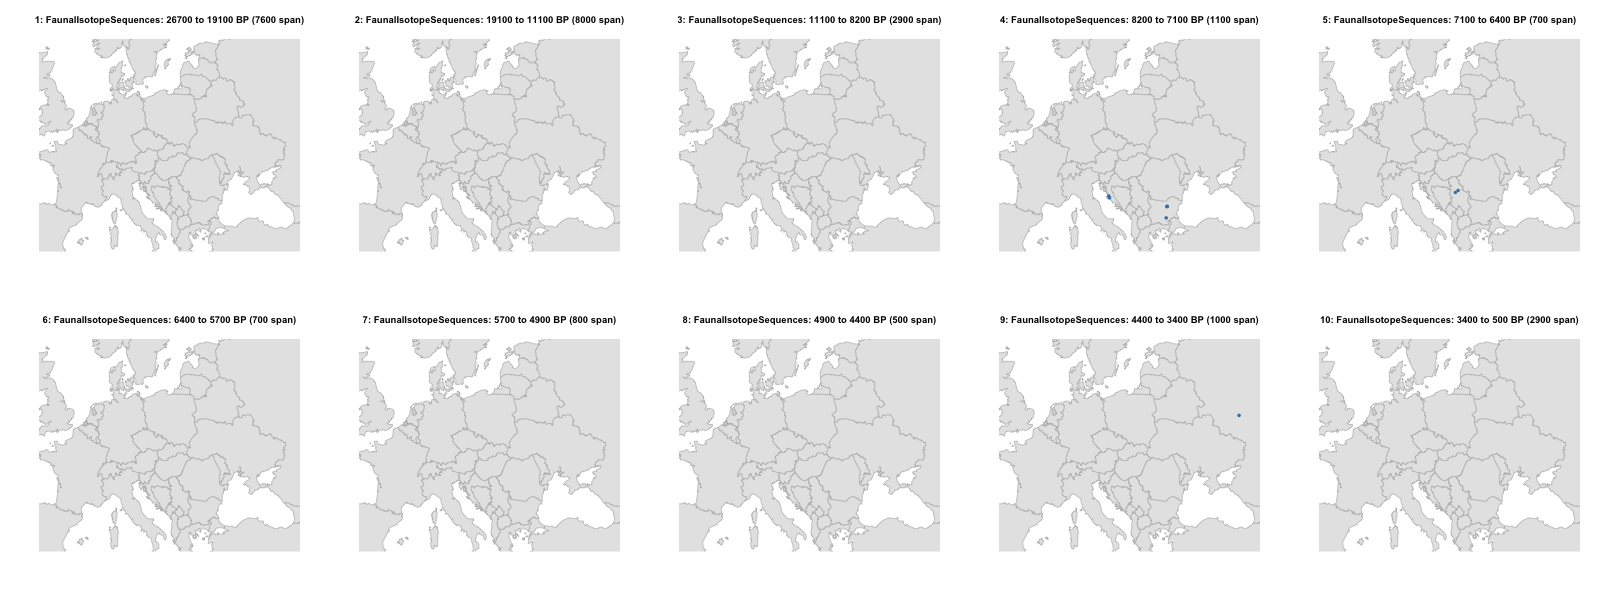 1: FaunalIsotopeSequences: 26700 to 19100 BP (7600 span)
2: FaunalIsotopeSequences: 19100 to 11100 BP (8000 span)
3: FaunalIsotopeSequences: 11100 to 8200 BP (2900 span)
4: FaunalIsotopeSequences: 8200 to 7100 BP (1100 span)
5: FaunalIsotopeSequences: 7100 to 6400 BP (700 span)
6: FaunalIsotopeSequences: 6400 to 5700 BP (700 span)
7: FaunalIsotopeSequences: 5700 to 4900 BP (800 span)
8: FaunalIsotopeSequences: 4900 to 4400 BP (500 span)
9: FaunalIsotopeSequences: 4400 to 3400 BP (1000 span)
10: FaunalIsotopeSequences: 3400 to 500 BP (2900 span)